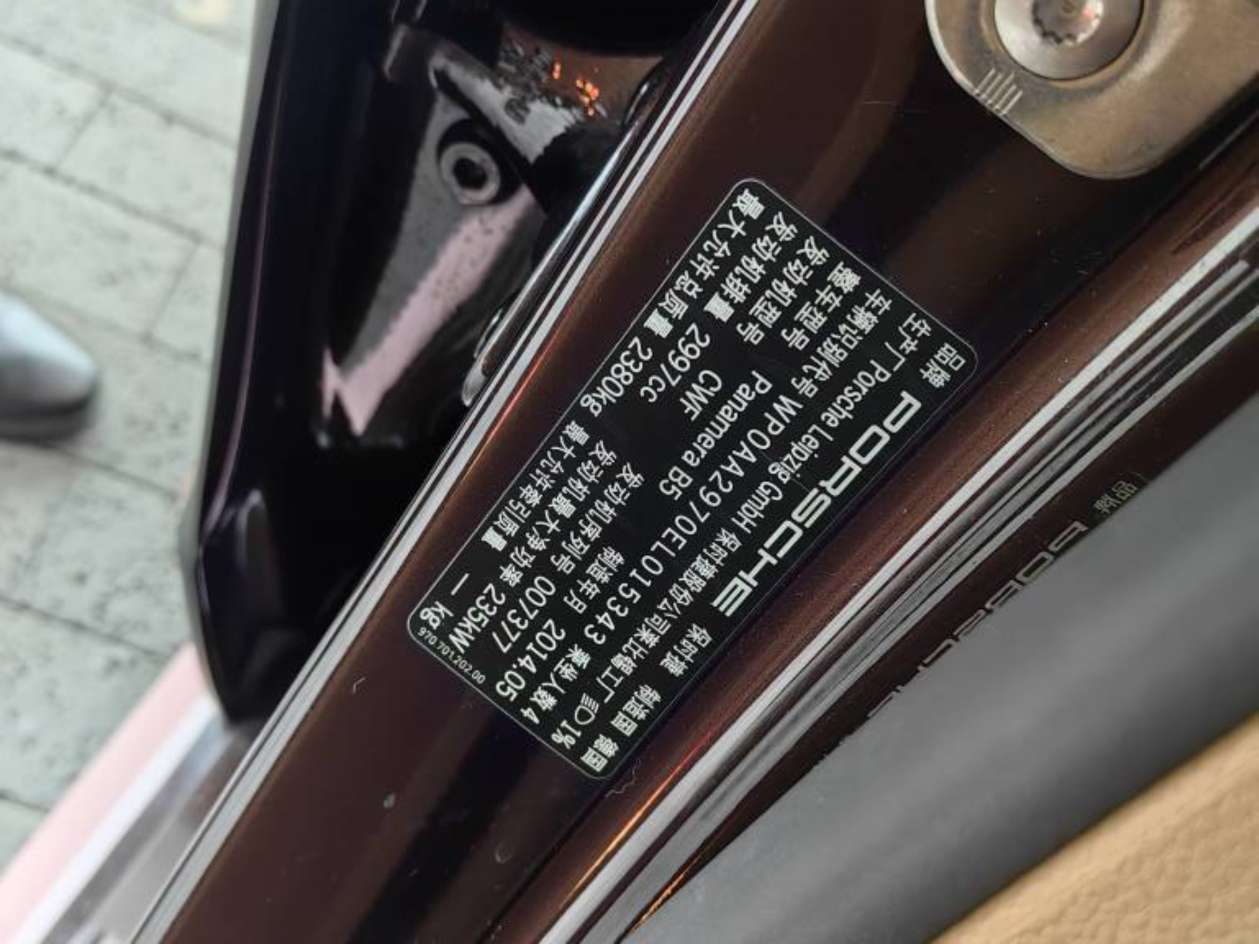 品牌 PORSCHE 保时捷 制造国 德国
生产厂 Porsche Leipzig GmbH 保时捷股份公司莱比锡工厂 1%
车辆识别代号 WP0AA2970EL015343 乘坐人数 4
整车型号 Panamera B5 制造年月 2014.05
发动机型号 CWF 发动机序列号 007377
发动机排量 2997cc 发动机最大净功率 235kW
最大允许总质量 2380kg 最大允许牵引质量 — kg
970.701.202.00